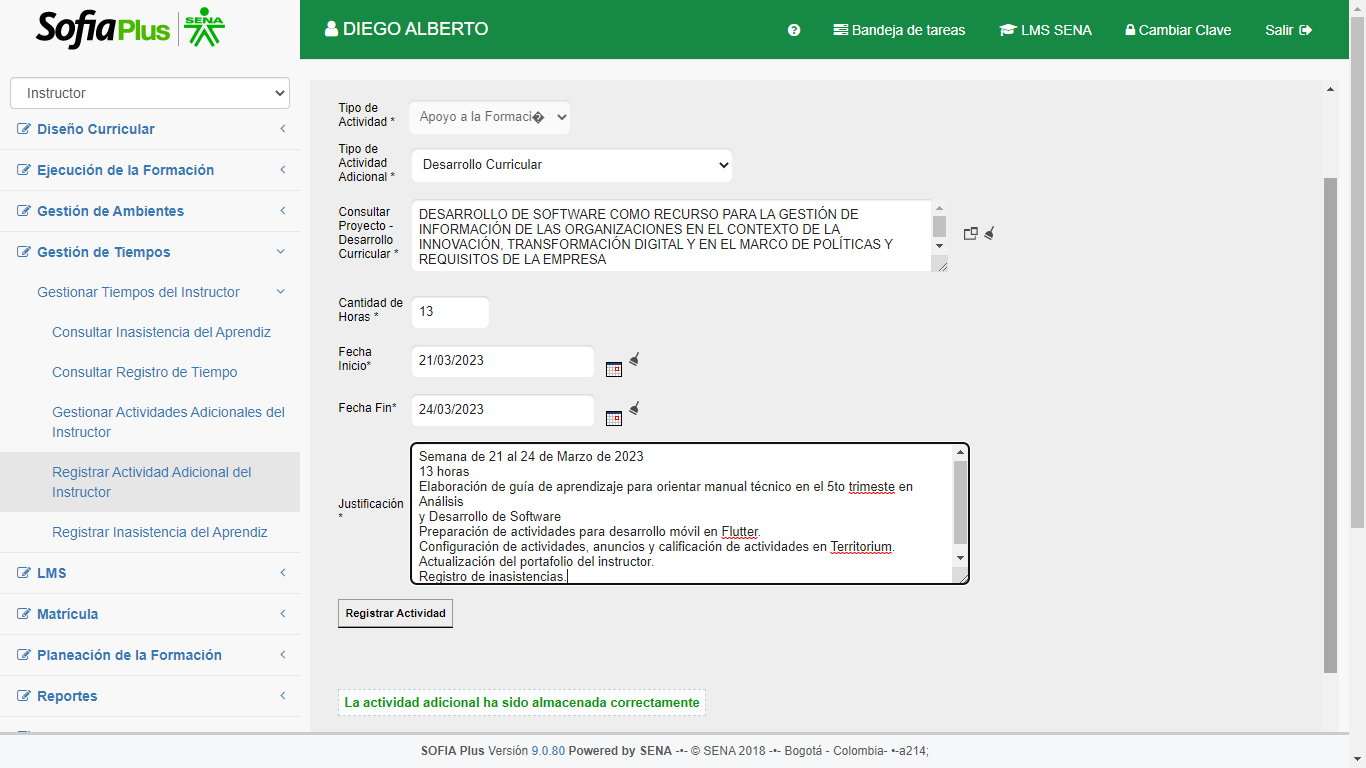 Sofia Plus SENA
DIEGO ALBERTO
Bandeja de tareas
LMS SENA
Cambiar Clave
Salir
Instructor
Diseño Curricular
Ejecución de la Formación
Gestión de Ambientes
Gestión de Tiempos
Gestionar Tiempos del Instructor
Consultar Inasistencia del Aprendiz
Consultar Registro de Tiempo
Gestionar Actividades Adicionales del
Instructor
Registrar Actividad Adicional del
Instructor
Registrar Inasistencia del Aprendiz
LMS
Matrícula
Planeación de la Formación
Reportes
Tipo de
Actividad *
Apoyo a la Formaci�
Tipo de
Actividad
Adicional *
Desarrollo Curricular
Consultar
Proyecto -
Desarrollo
Curricular *
DESARROLLO DE SOFTWARE COMO RECURSO PARA LA GESTIÓN DE
INFORMACIÓN DE LAS ORGANIZACIONES EN EL CONTEXTO DE LA
INNOVACIÓN, TRANSFORMACIÓN DIGITAL Y EN EL MARCO DE POLÍTICAS Y
REQUISITOS DE LA EMPRESA
Cantidad de
Horas *
13
Fecha
Inicio*
21/03/2023
Fecha Fin*
24/03/2023
Justificación
*
Semana de 21 al 24 de Marzo de 2023
13 horas
Elaboración de guía de aprendizaje para orientar manual técnico en el 5to trimeste en
Análisis
y Desarrollo de Software
Preparación de actividades para desarrollo móvil en Flutter.
Configuración de actividades, anuncios y calificación de actividades en Territorium.
Actualización del portafolio del instructor.
Registro de inasistencias.
Registrar Actividad
La actividad adicional ha sido almacenada correctamente
SOFIA Plus Versión 9.0.80 Powered by SENA -•- © SENA 2018 -•- Bogotá - Colombia- •-a214;